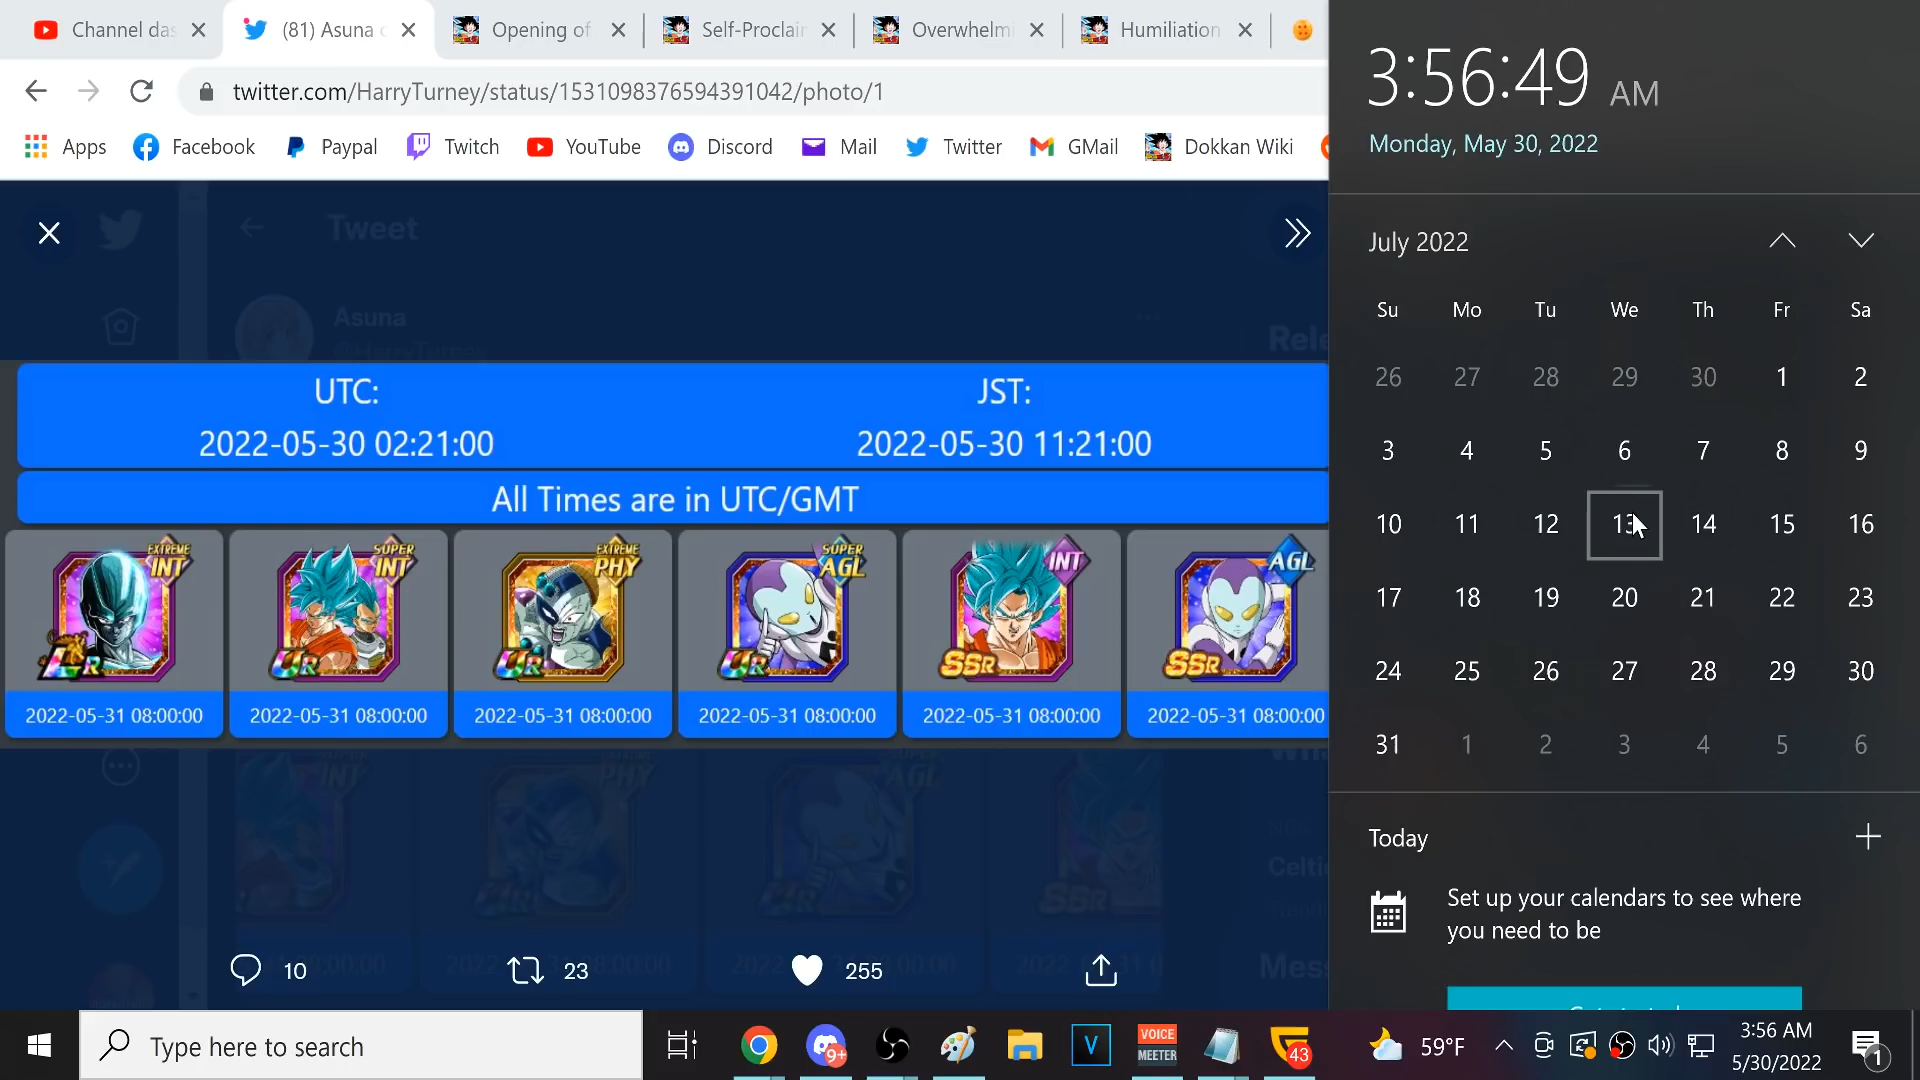 Channel das
(81) Asuna
Opening of
Self-Proclair
Overwhelmi
Humiliation
twitter.com/HarryTurney/status/1531098376594391042/photo/1
Apps
Facebook
Paypal
Twitch
YouTube
Discord
Mail
Twitter
GMail
Dokkan Wiki
Tweet
Asuna
@HarryTurney
Rele
UTC:
2022-05-30 02:21:00
JST:
2022-05-30 11:21:00
All Times are in UTC/GMT
EXTREME INT
LR
2022-05-31 08:00:00
SUPER INT
UR
2022-05-31 08:00:00
EXTREME PHY
UR
2022-05-31 08:00:00
SUPER AGL
UR
2022-05-31 08:00:00
INT
SSR
2022-05-31 08:00:00
AGL
SSR
2022-05-31 08:00:00
Celti
10
23
255
Mess
3:56:49 AM
Monday, May 30, 2022
July 2022
Su Mo Tu We Th Fr Sa
26 27 28 29 30 1 2
3 4 5 6 7 8 9
10 11 12 13 14 15 16
17 18 19 20 21 22 23
24 25 26 27 28 29 30
31 1 2 3 4 5 6
Today
Set up your calendars to see where
you need to be
Type here to search
9+
V
VOICE
MEETER
43
59°F
3:56 AM
5/30/2022
1